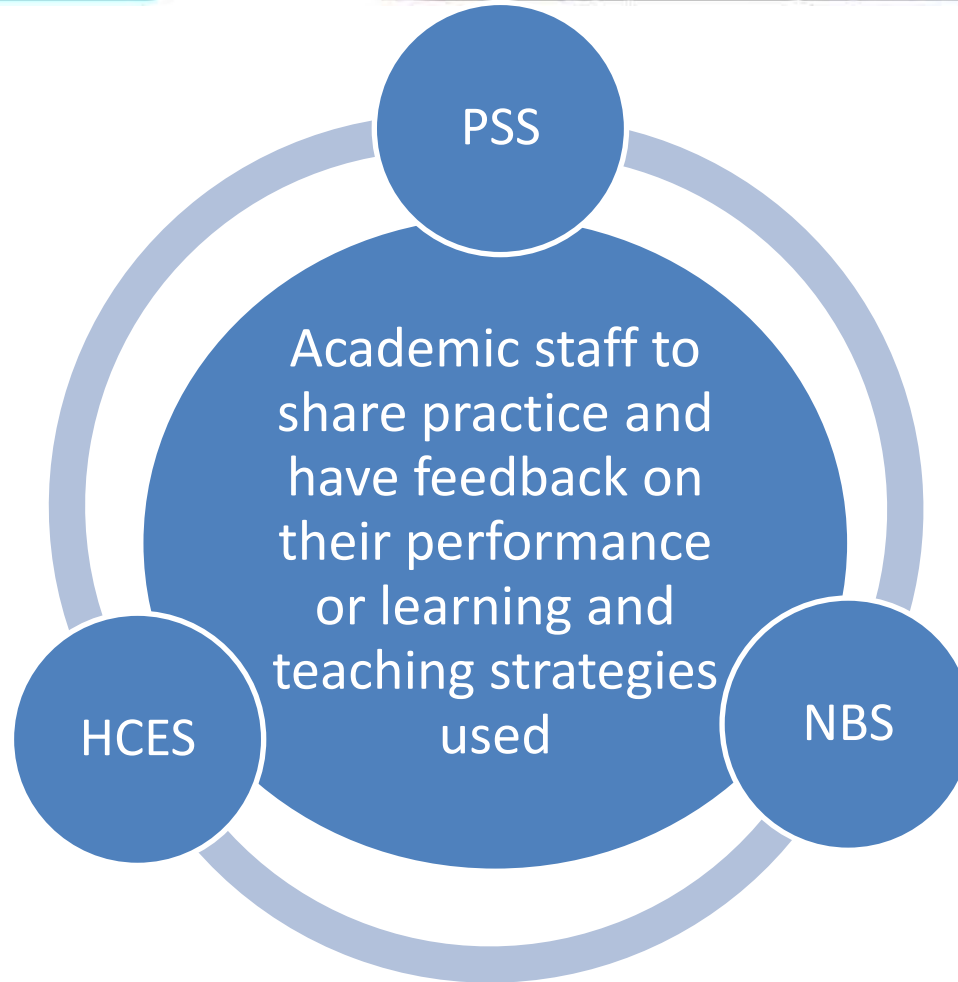 PSS
Academic staff to
share practice and
have feedback on
their performance
or learning and
teaching strategies
used
HCES
NBS